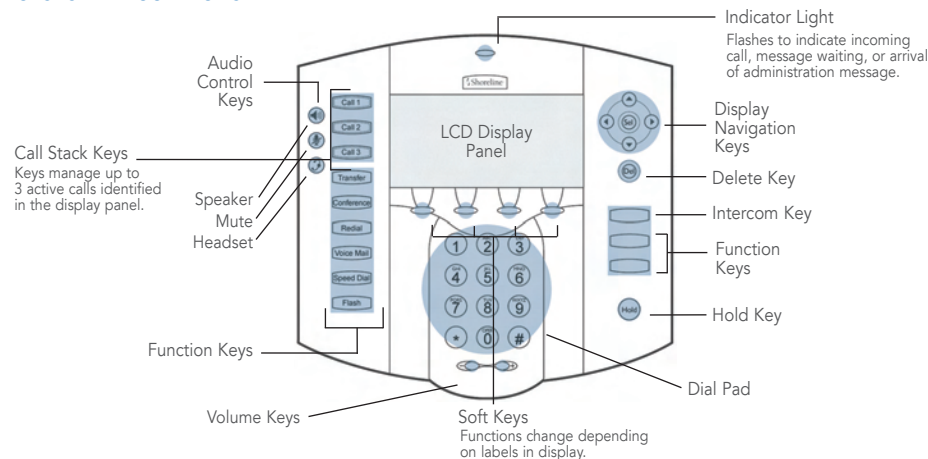 Indicator Light
Flashes to indicate incoming
call, message waiting, or arrival
of administration message.
Audio
Control
Keys
Shoreline
Call 1
Call 2
Call 3
LCD Display
Panel
Display
Navigation
Keys
Sel
Call Stack Keys
Keys manage up to
3 active calls identified
in the display panel.
Speaker
Mute
Headset
Del
Delete Key
Intercom Key
Function
Keys
Transfer
Conference
Redial
Voice Mail
Speed Dial
Flash
1 2 3
4 5 6
7 8 9
* 0 #
Hold
Hold Key
Function Keys
Dial Pad
Volume Keys
Soft Keys
Functions change depending
on labels in display.